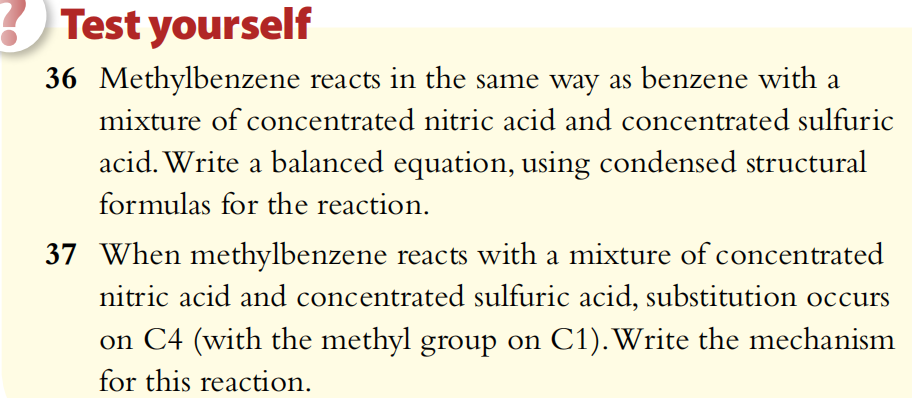 ?
Test yourself
36 Methylbenzene reacts in the same way as benzene with a
mixture of concentrated nitric acid and concentrated sulfuric
acid. Write a balanced equation, using condensed structural
formulas for the reaction.
37 When methylbenzene reacts with a mixture of concentrated
nitric acid and concentrated sulfuric acid, substitution occurs
on C4 (with the methyl group on C1). Write the mechanism
for this reaction.